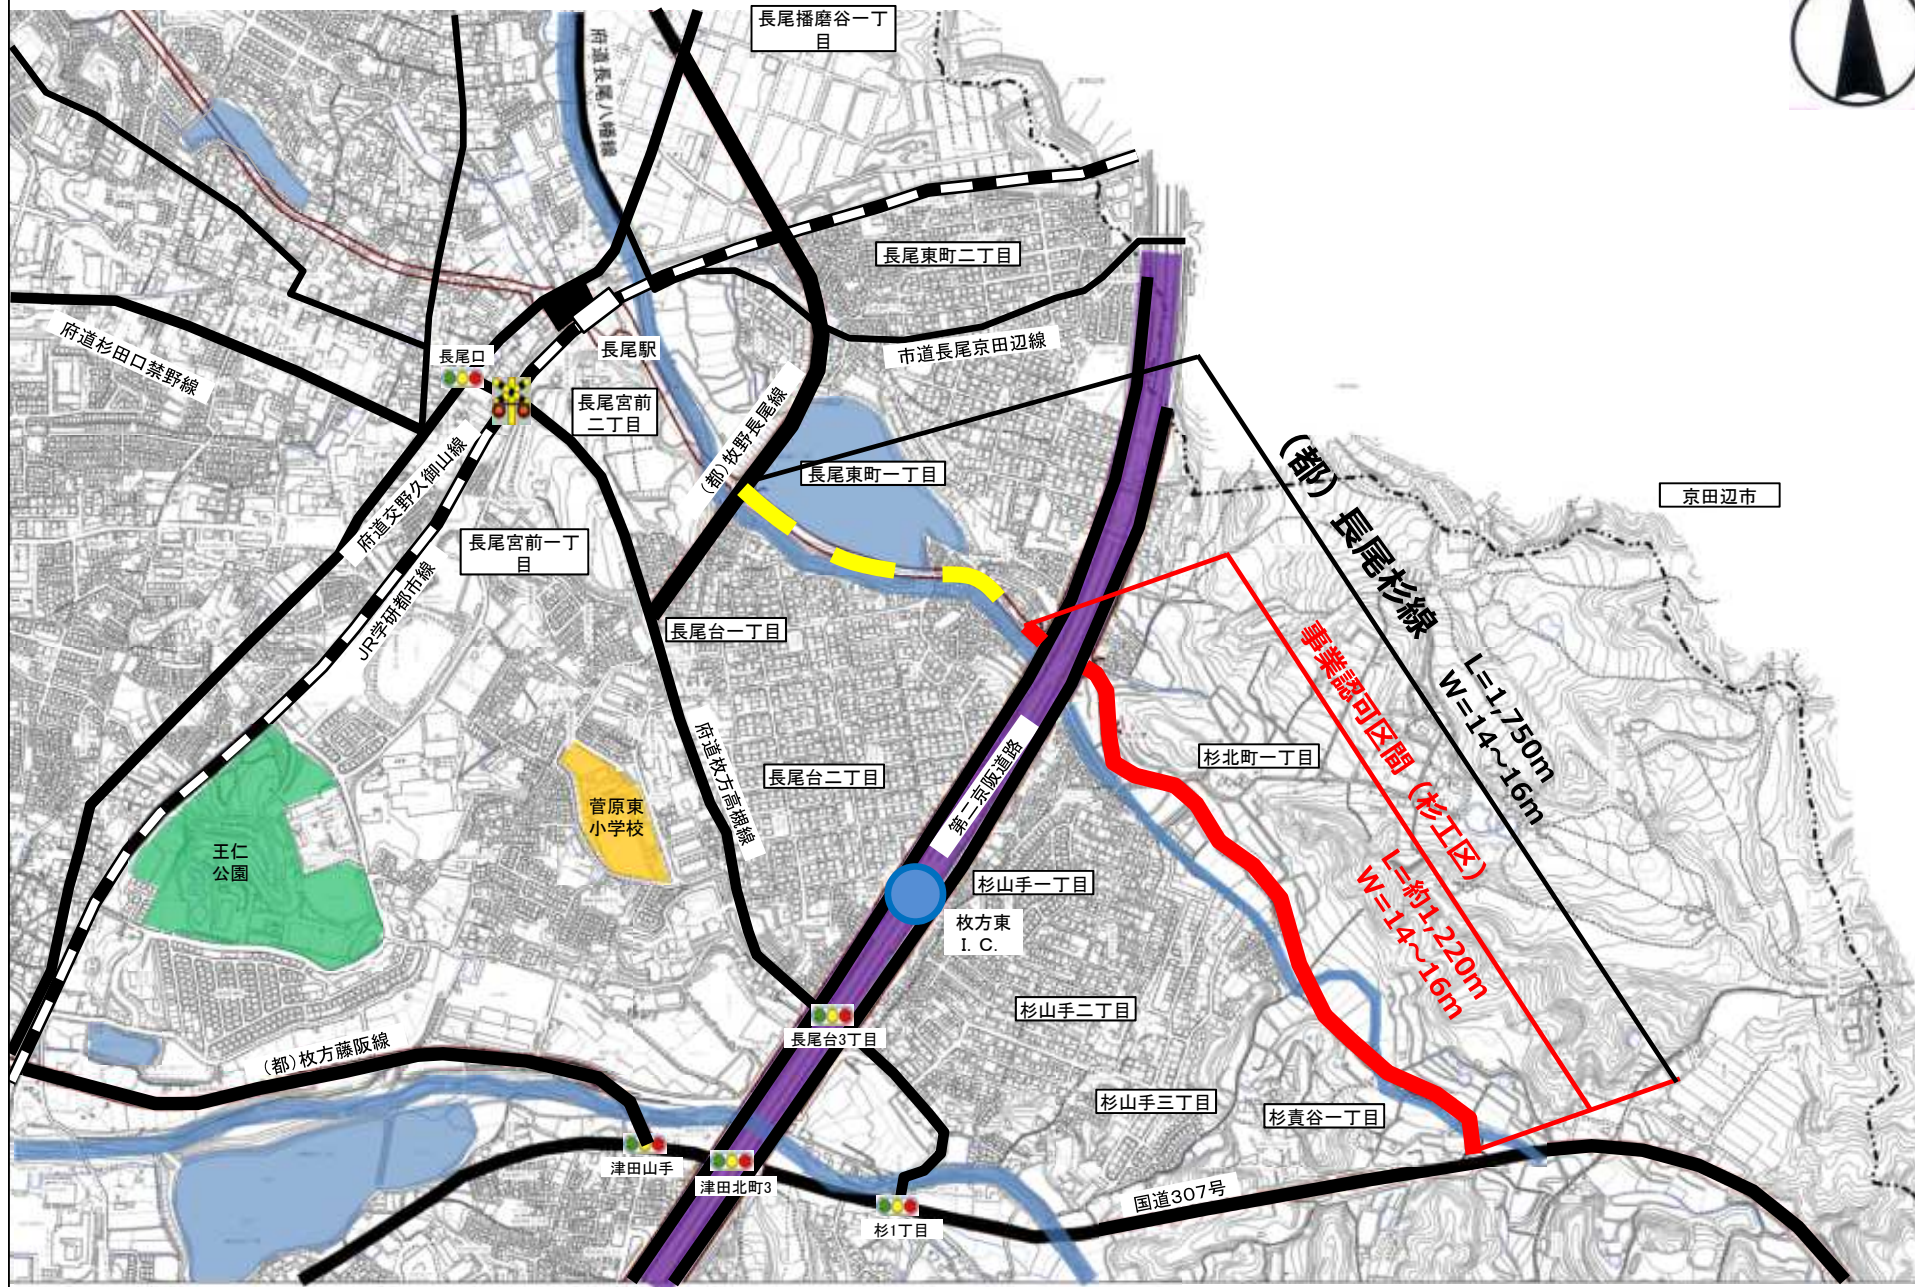 長尾播磨谷一丁
目
府道長尾八幡線
長尾東町二丁目
府道杉田口禁野線
長尾口
長尾駅
市道長尾京田辺線
長尾宮前
二丁目
(都)牧野長尾線
府道交野久御山線
長尾東町一丁目
(都) 長尾杉線
L=1,750m
W=14~16m
京田辺市
長尾宮前一丁
目
JR学研都市線
長尾台一丁目
事業認可区間 (杉工区)
L=約1,220m
W=14~16m
府道枚方高槻線
長尾台二丁目
第二京阪道路
杉北町一丁目
菅原東
小学校
王仁
公園
杉山手一丁目
枚方東
I. C.
杉山手二丁目
長尾台3丁目
(都)枚方藤阪線
杉山手三丁目
杉責谷一丁目
津田山手
津田北町3
国道307号
杉1丁目